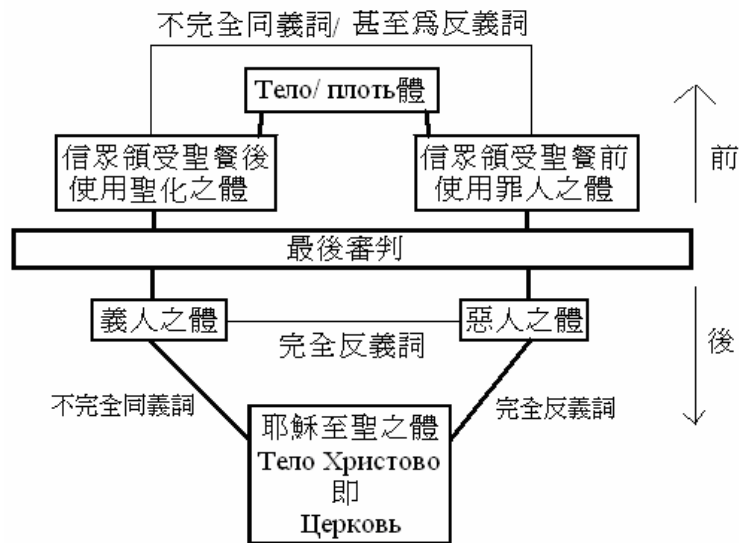 不完全同義詞/ 甚至爲反義詞
Тело/ плоть體
信眾領受聖餐後
使用聖化之體
信眾領受聖餐前
使用罪人之體
前
最後審判
義人之體
惡人之體
完全反義詞
後
不完全同義詞
完全反義詞
耶穌至聖之體
Тело Христово
即
Церковь